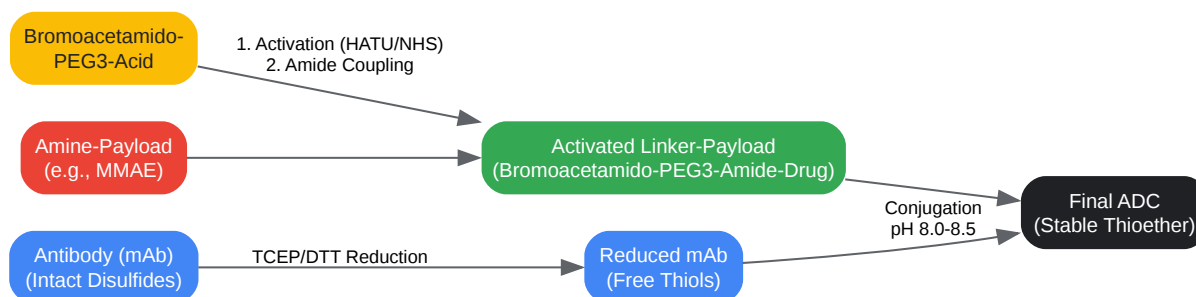 Bromoacetamido-
PEG3-Acid
1. Activation (HATU/NHS)
2. Amide Coupling
Amine-Payload
(e.g., MMAE)
Activated Linker-Payload
(Bromoacetamido-PEG3-Amide-Drug)
Antibody (mAb)
(Intact Disulfides)
TCEP/DTT Reduction
Reduced mAb
(Free Thiols)
Conjugation
pH 8.0-8.5
Final ADC
(Stable Thioether)